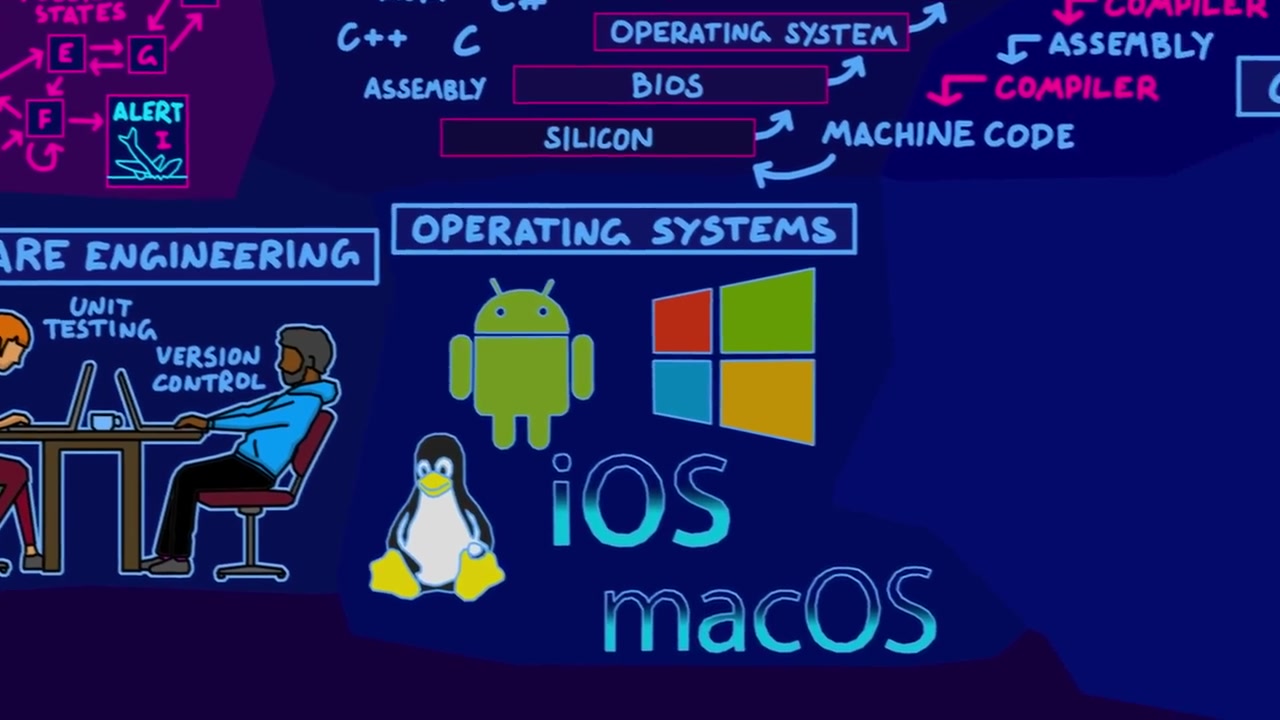 STATES
E
G
F
ALERT
I
C#
C++
C
ASSEMBLY
OPERATING SYSTEM
BIOS
SILICON
COMPILER
ASSEMBLY
COMPILER
MACHINE CODE
ARE ENGINEERING
UNIT
TESTING
VERSION
CONTROL
OPERATING SYSTEMS
iOS
macOS